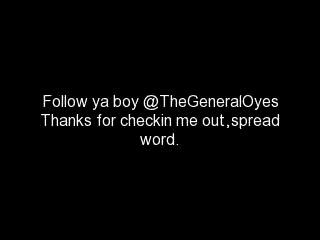 Follow ya boy @TheGeneralOyes
Thanks for checkin me out,spread
word.